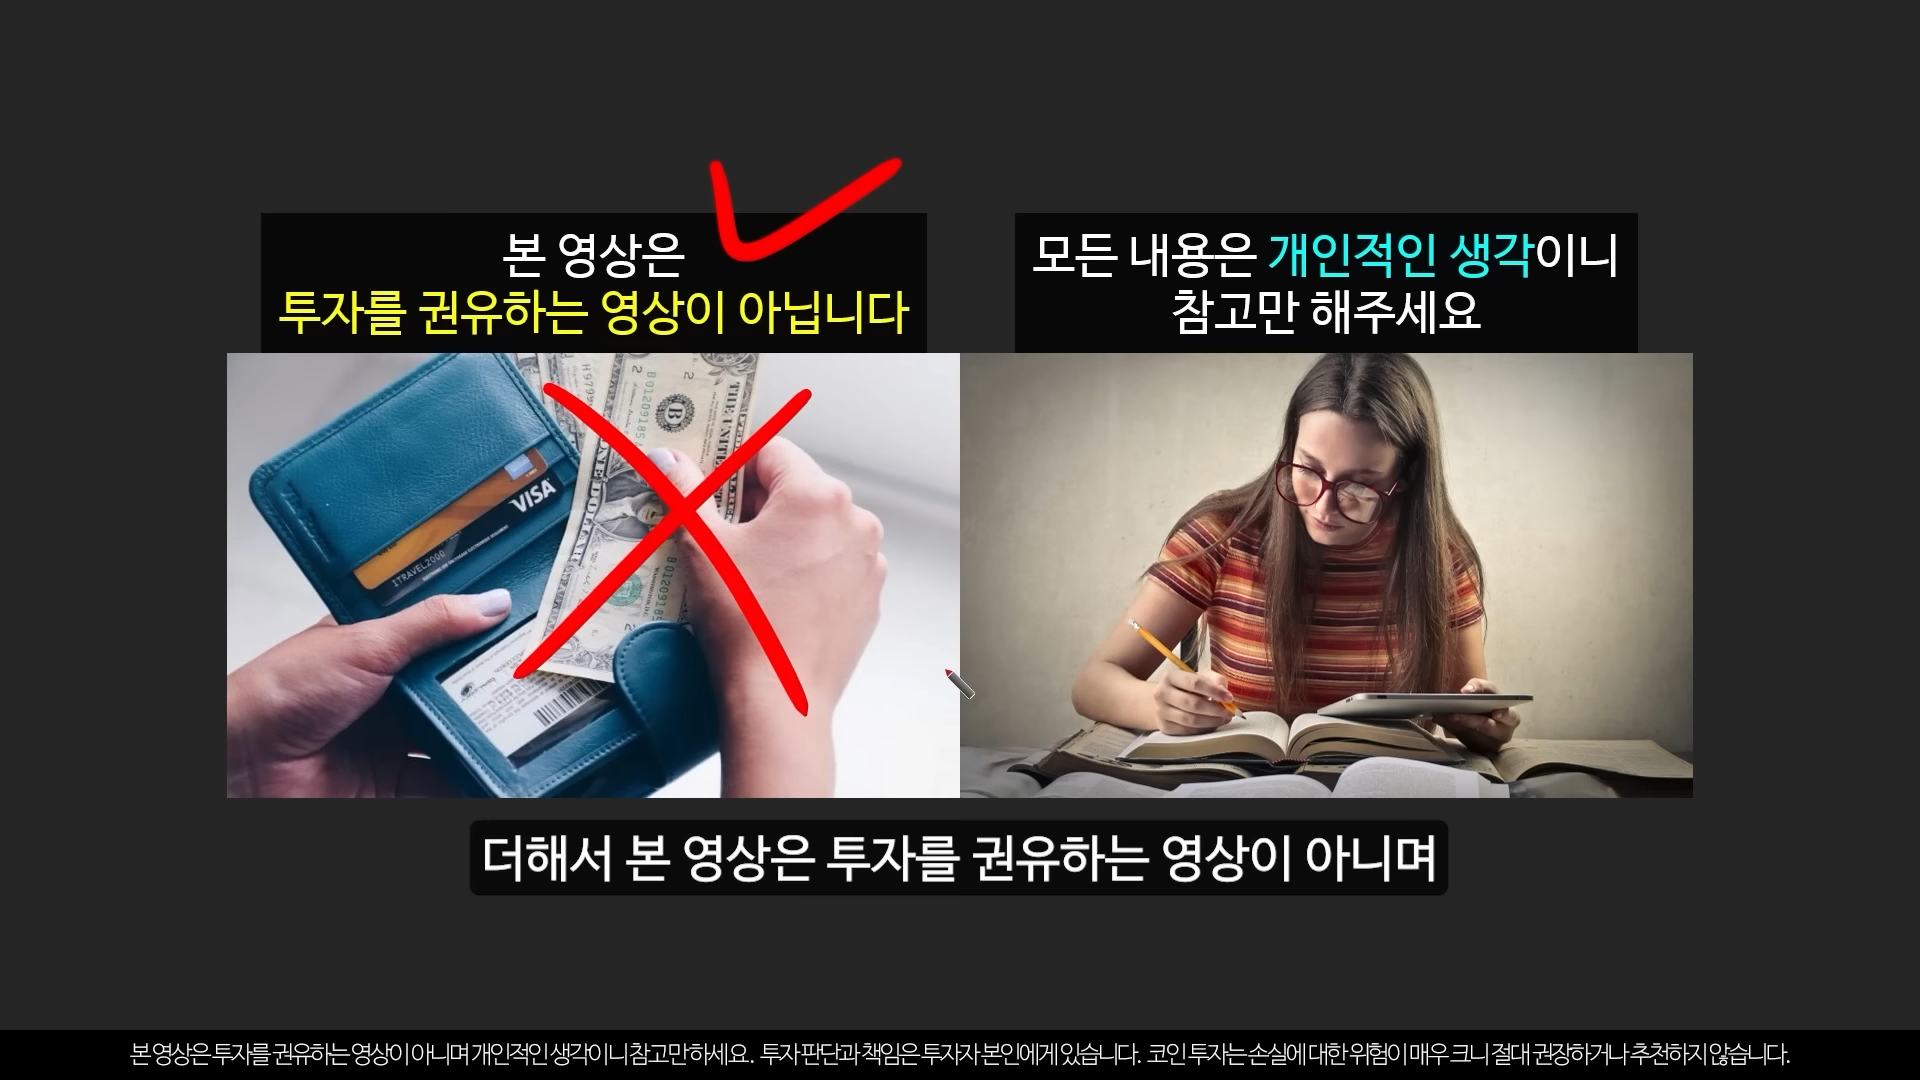 본 영상은
투자를 권유하는 영상이 아닙니다
모든 내용은 개인적인 생각이니
참고만 해주세요
VISA
ITRAVEL2000
THE UNITED
ONE DOLLAR
B
2
2
더해서 본 영상은 투자를 권유하는 영상이 아니며
본 영상은 투자를 권유하는 영상이 아니며 개인적인 생각이니 참고만 하세요. 투자 판단과 책임은 투자자 본인에게 있습니다. 코인 투자는 손실에 대한 위험이 매우 크니 절대 권장하거나 추천하지 않습니다.